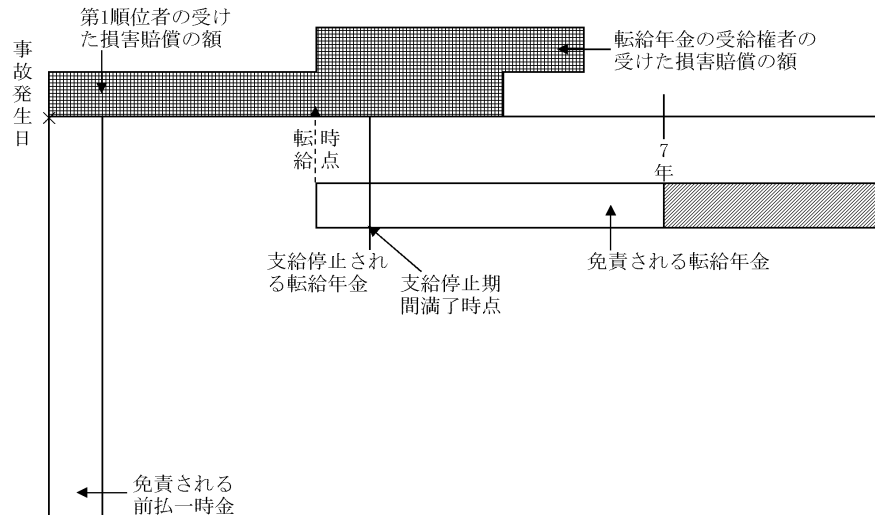 第1順位者の受け
た損害賠償の額
事故発生日
転給年金の受給権者の
受けた損害賠償の額
転給
時点
7年
支給停止され
る転給年金
支給停止期
間満了時点
免責される転給年金
免責される
前払一時金